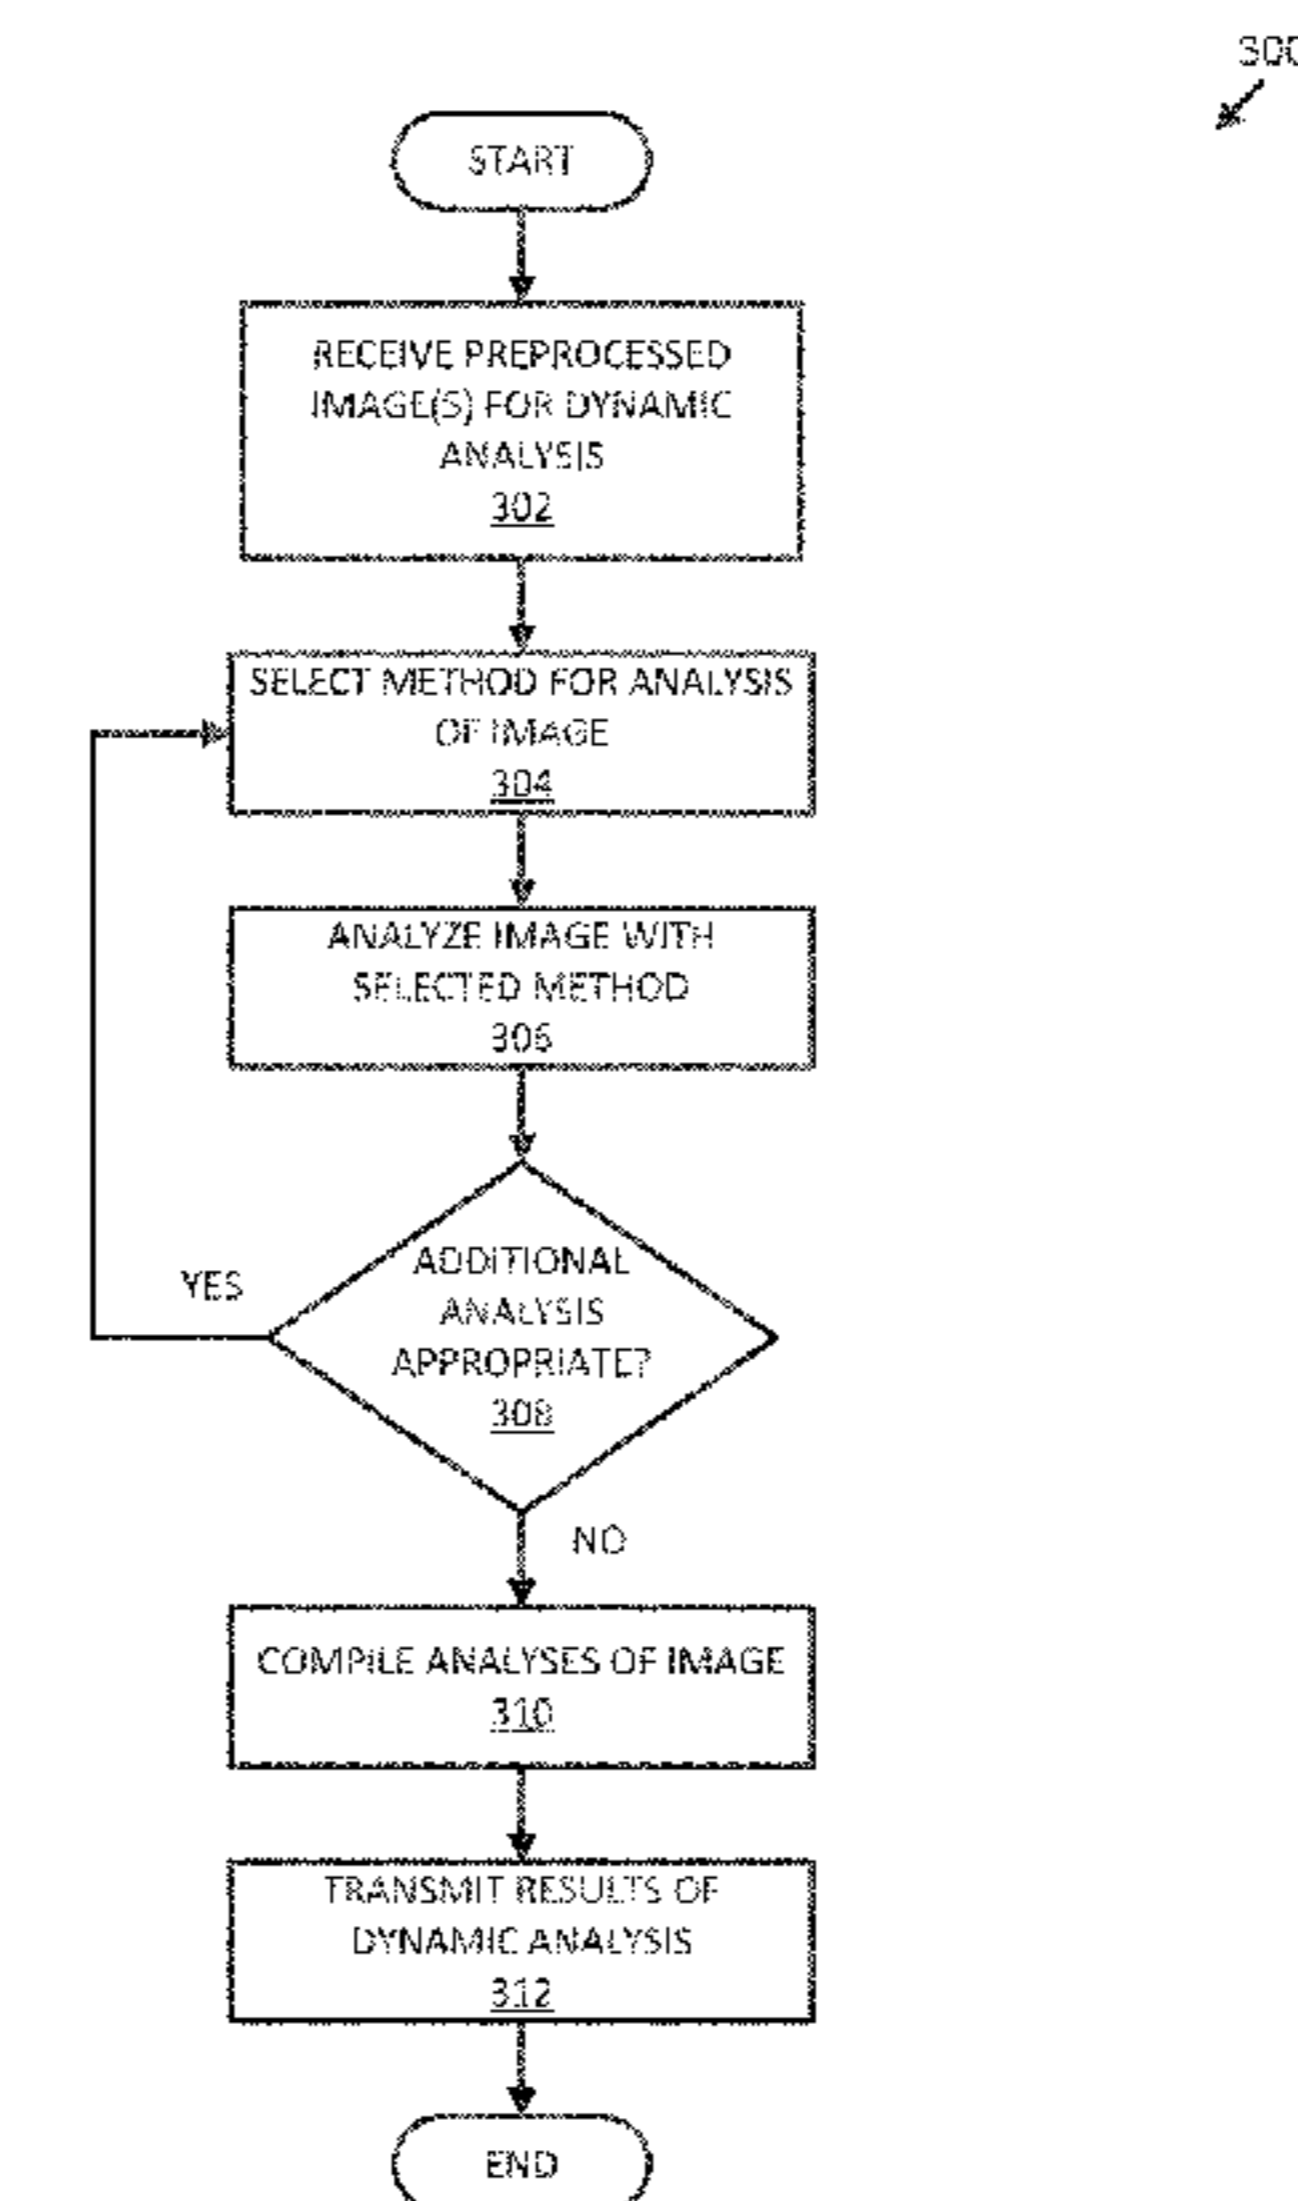 300
START
RECEIVE PREPROCESSED
IMAGE(S) FOR DYNAMIC
ANALYSIS
302
SELECT METHOD FOR ANALYSIS
OF IMAGE
304
ANALYZE IMAGE WITH
SELECTED METHOD
306
ADDITIONAL
ANALYSIS
APPROPRIATE?
308
YES
NO
COMPILE ANALYSES OF IMAGE
310
TRANSMIT RESULTS OF
DYNAMIC ANALYSIS
312
END